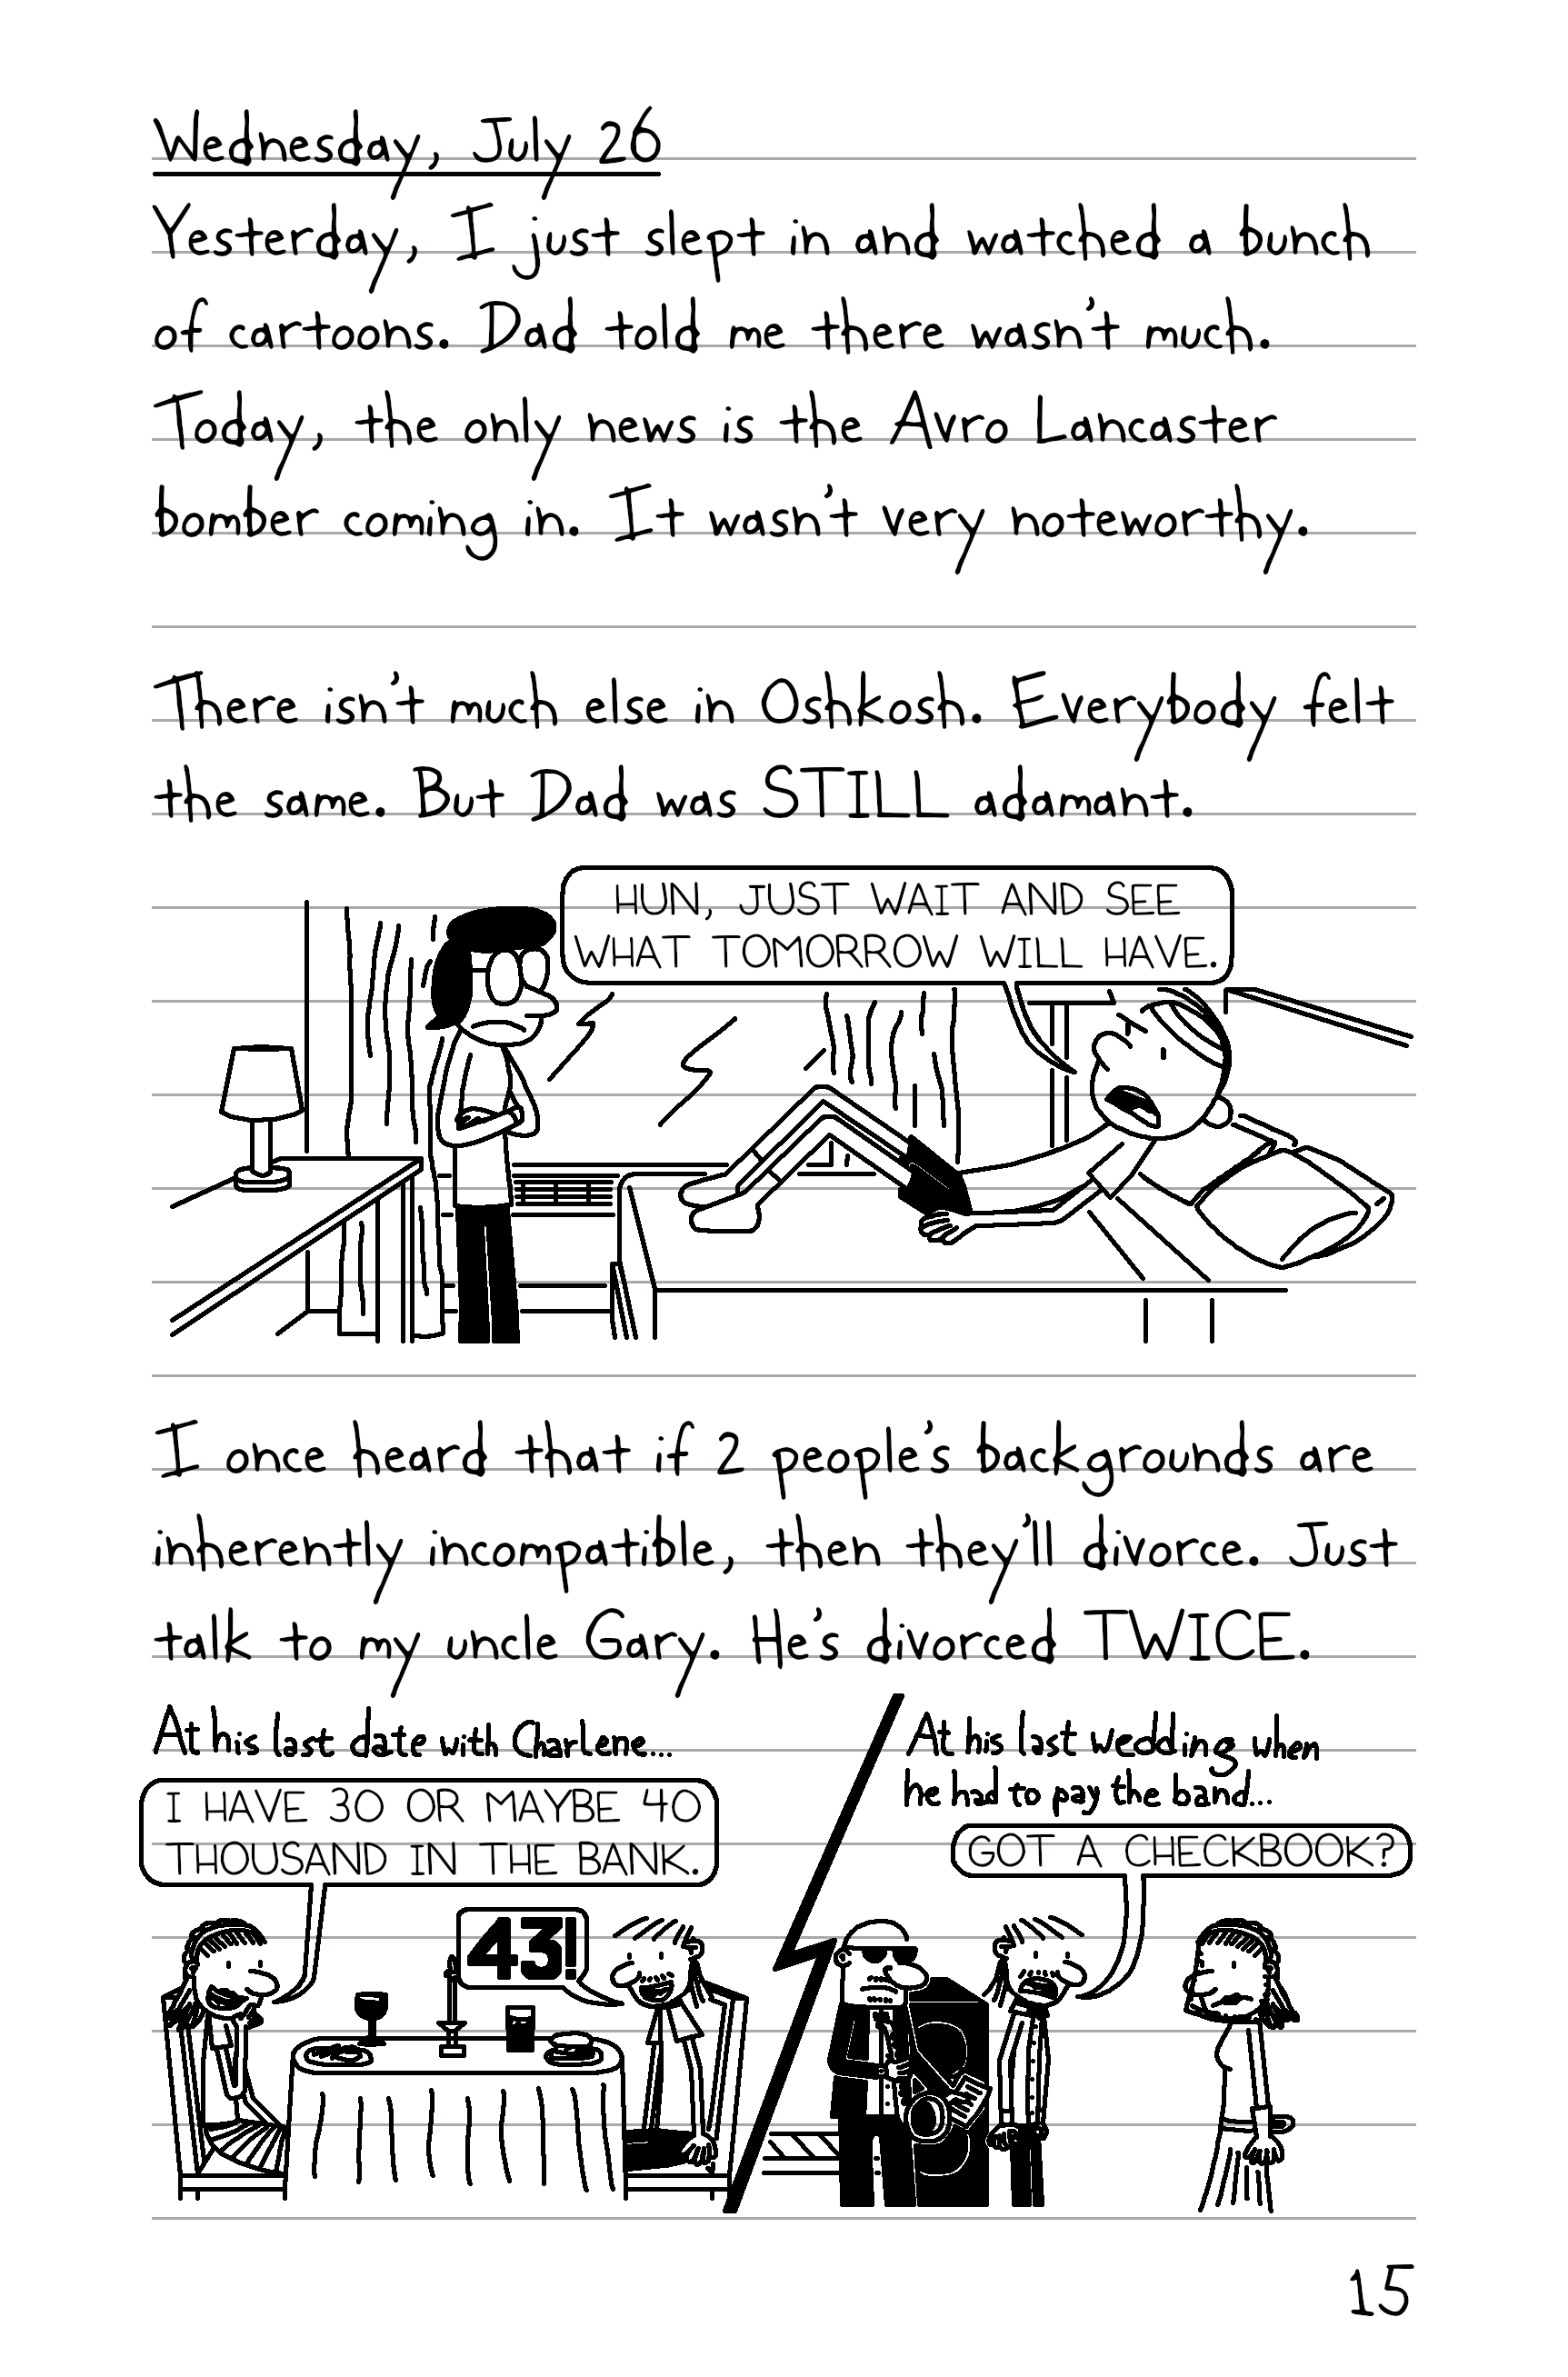 Wednesday, July 26
Yesterday, I just slept in and watched a bunch
of cartoons. Dad told me there wasn't much.
Today, the only news is the Avro Lancaster
bomber coming in. It wasn't very noteworthy.
There isn't much else in Oshkosh. Everybody felt
the same. But Dad was STILL adamant.
HUN, JUST WAIT AND SEE
WHAT TOMORROW WILL HAVE.
I once heard that if 2 people's backgrounds are
inherently incompatible, then they'll divorce. Just
talk to my uncle Gary. He's divorced TWICE.
At his last date with Charlene...
I HAVE 30 OR MAYBE 40
THOUSAND IN THE BANK.
43!
At his last wedding when
he had to pay the band...
GOT A CHECKBOOK?
15